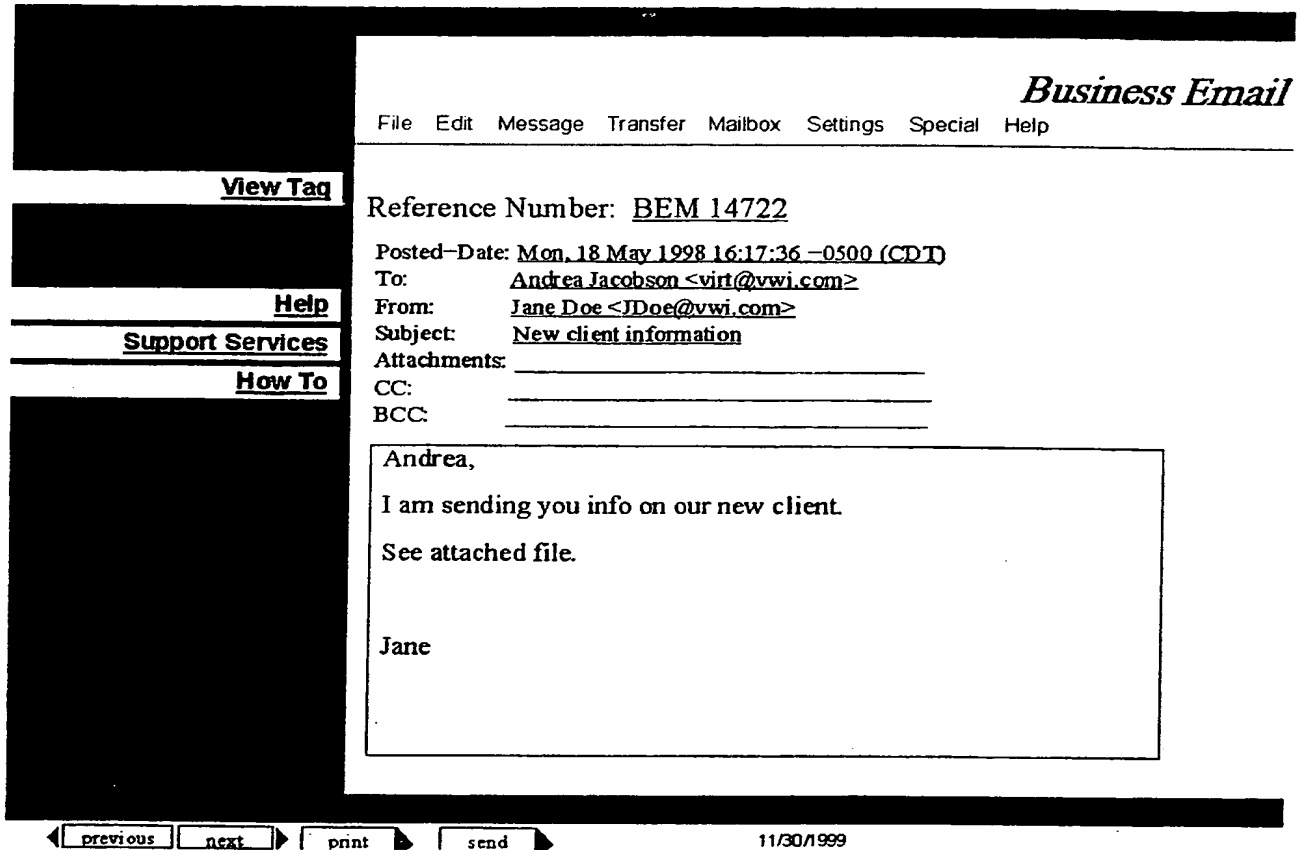 Business Email
File Edit Message Transfer Mailbox Settings Special Help
View Tag
Reference Number: BEM 14722
Posted-Date: Mon, 18 May 1998 16:17:36 -0500 (CDT)
To: Andrea Jacobson <virt@vwi.com>
Help
From: Jane Doe <JDoe@vwi.com>
Support Services
Subject: New client information
Attachments:
How To
CC:
BCC:
Andrea,
I am sending you info on our new client.
See attached file.
Jane
previous next print send 11/30/1999